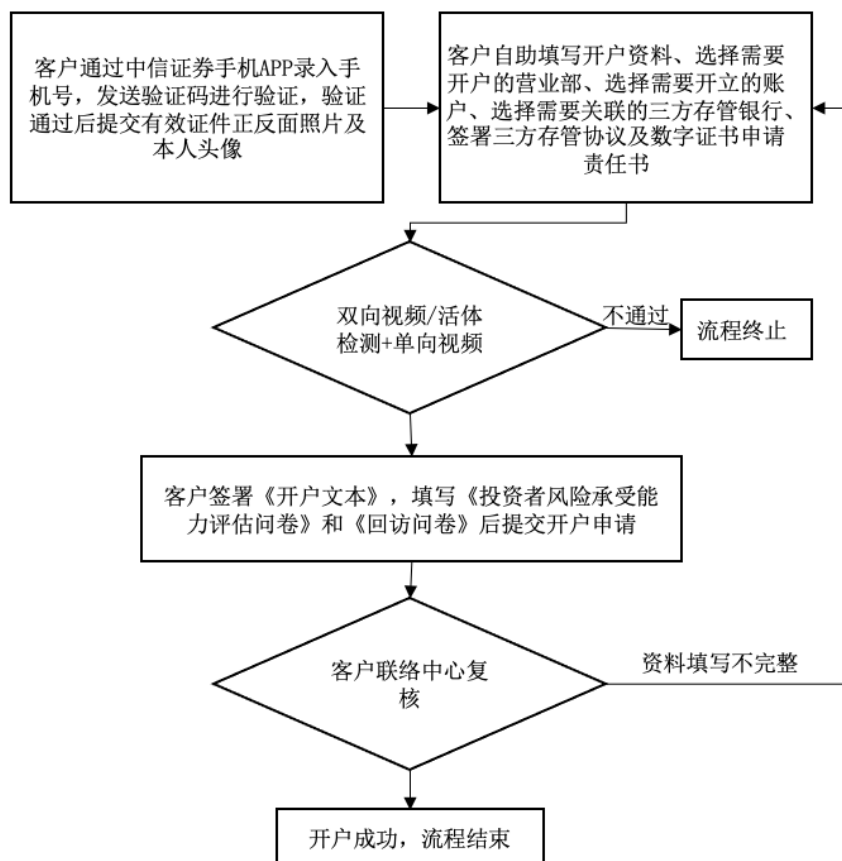 客户通过中信证券手机APP录入手
机号，发送验证码进行验证，验证
通过后提交有效证件正反面照片及
本人头像
客户自助填写开户资料、选择需要
开户的营业部、选择需要开立的账
户、选择需要关联的三方存管银行、
签署三方存管协议及数字证书申请
责任书
双向视频/活体
检测+单向视频
不通过
流程终止
客户签署《开户文本》，填写《投资者风险承受能
力评估问卷》和《回访问卷》后提交开户申请
客户联络中心复
核
资料填写不完整
开户成功，流程结束